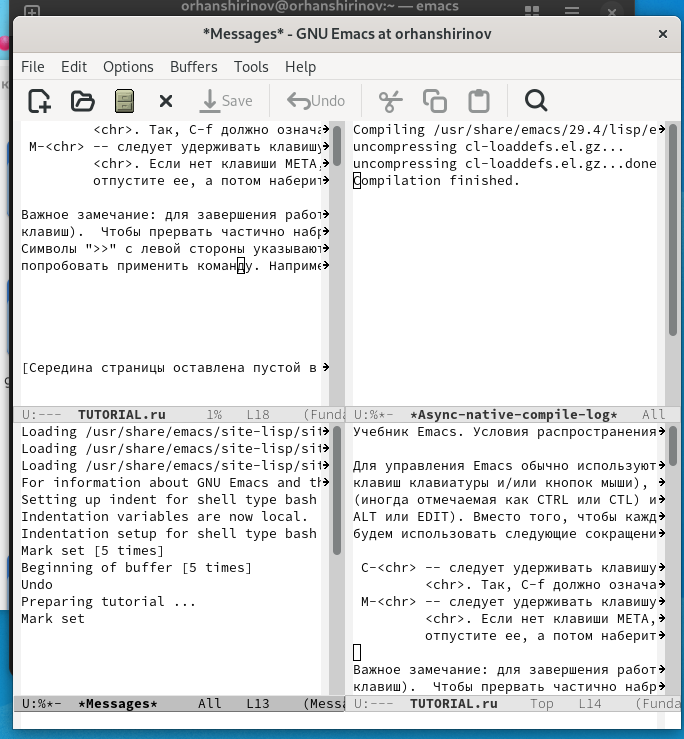 orhanshirinov@orhanshirinov:~ — emacs
*Messages* - GNU Emacs at orhanshirinov
File Edit Options Buffers Tools Help
Save Undo
<chr>. Так, C-f должно означа
M-<chr> -- следует удерживать клавишу
<chr>. Если нет клавиши META,
отпустите ее, а потом наберит
Важное замечание: для завершения работ
клавиш).  Чтобы прервать частично набр
Символы ">>" с левой стороны указывают
попробовать применить команду. Наприме
[Середина страницы оставлена пустой в
U:---  TUTORIAL.ru     1%   L18    (Funda
Compiling /usr/share/emacs/29.4/lisp/e
uncompressing cl-loaddefs.el.gz...
uncompressing cl-loaddefs.el.gz...done
Compilation finished.
U:%*-  *Async-native-compile-log*   All
Loading /usr/share/emacs/site-lisp/sit
Loading /usr/share/emacs/site-lisp/sit
Loading /usr/share/emacs/site-lisp/sit
For information about GNU Emacs and th
Setting up indent for shell type bash
Indentation variables are now local.
Indentation setup for shell type bash
Mark set [5 times]
Beginning of buffer [5 times]
Undo
Preparing tutorial ...
Mark set
U:%*-  *Messages*     All   L13    (Messa
Учебник Emacs. Условия распространения
Для управления Emacs обычно используют
клавиш клавиатуры и/или кнопок мыши),
(иногда отмечаемая как CTRL или CTL) и
ALT или EDIT). Вместо того, чтобы кажд
будем использовать следующие сокращени
C-<chr> -- следует удерживать клавишу
<chr>. Так, C-f должно означа
M-<chr> -- следует удерживать клавишу
<chr>. Если нет клавиши META,
отпустите ее, а потом наберит
Важное замечание: для завершения работ
клавиш).  Чтобы прервать частично набр
U:---  TUTORIAL.ru    Top   L14    (Funda